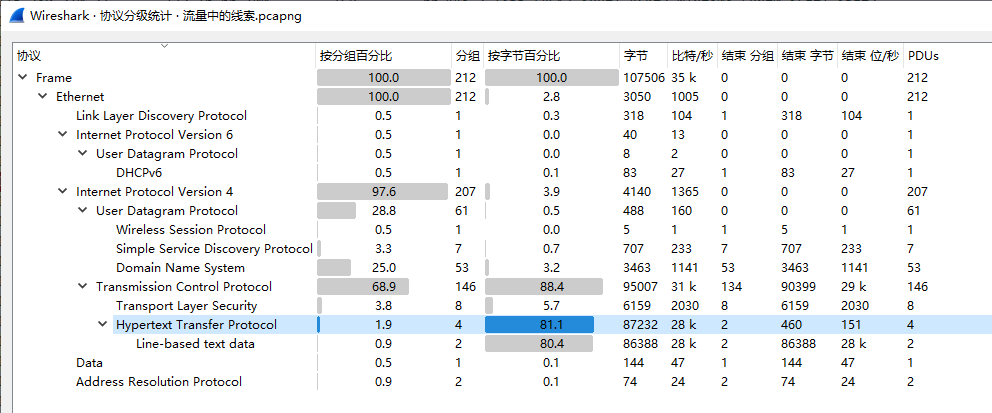 Wireshark · 协议分级统计 · 流量中的线索.pcapng
协议 按分组百分比 分组 按字节百分比 字节 比特/秒 结束 分组 结束 字节 结束 位/秒 PDUs
Frame 100.0 212 100.0 107506 35 k 0 0 0 212
Ethernet 100.0 212 2.8 3050 1005 0 0 0 212
Link Layer Discovery Protocol 0.5 1 0.3 318 104 1 318 104 1
Internet Protocol Version 6 0.5 1 0.0 40 13 0 0 0 1
User Datagram Protocol 0.5 1 0.0 8 2 0 0 0 1
DHCPv6 0.5 1 0.1 83 27 1 83 27 1
Internet Protocol Version 4 97.6 207 3.9 4140 1365 0 0 0 207
User Datagram Protocol 28.8 61 0.5 488 160 0 0 0 61
Wireless Session Protocol 0.5 1 0.0 5 1 1 5 1 1
Simple Service Discovery Protocol 3.3 7 0.7 707 233 7 707 233 7
Domain Name System 25.0 53 3.2 3463 1141 53 3463 1141 53
Transmission Control Protocol 68.9 146 88.4 95007 31 k 134 90399 29 k 146
Transport Layer Security 3.8 8 5.7 6159 2030 8 6159 2030 8
Hypertext Transfer Protocol 1.9 4 81.1 87232 28 k 2 460 151 4
Line-based text data 0.9 2 80.4 86388 28 k 2 86388 28 k 2
Data 0.5 1 0.1 144 47 1 144 47 1
Address Resolution Protocol 0.9 2 0.1 74 24 2 74 24 2